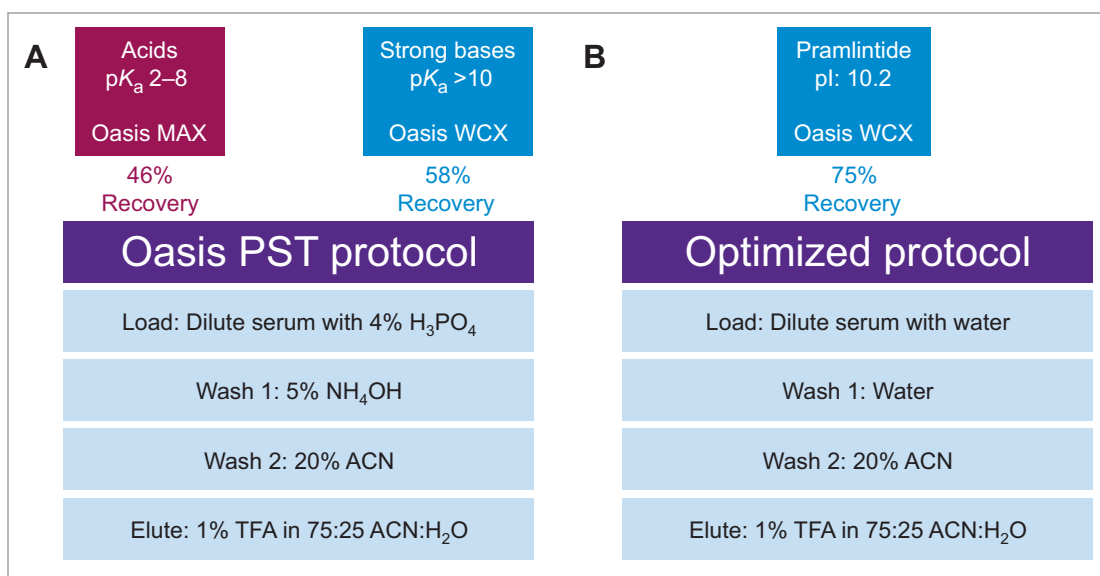 A
Acids
pKa 2–8
Oasis MAX
46%
Recovery
Strong bases
pKa >10
Oasis WCX
58%
Recovery
Oasis PST protocol
Load: Dilute serum with 4% H3PO4
Wash 1: 5% NH4OH
Wash 2: 20% ACN
Elute: 1% TFA in 75:25 ACN:H2O
B
Pramlintide
pI: 10.2
Oasis WCX
75%
Recovery
Optimized protocol
Load: Dilute serum with water
Wash 1: Water
Wash 2: 20% ACN
Elute: 1% TFA in 75:25 ACN:H2O